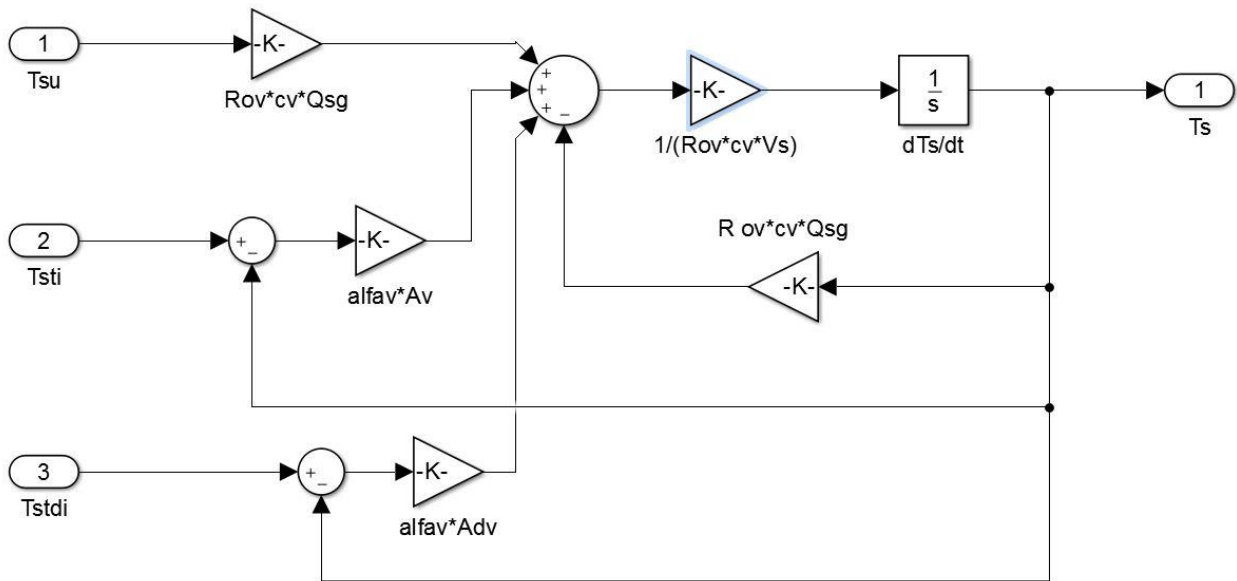 1
Tsu
-K-
Rov*cv*Qsg
+
+
+
-
-K-
1/(Rov*cv*Vs)
1
s
dTs/dt
1
Ts
2
Tsti
+
-
-K-
alfav*Av
R ov*cv*Qsg
-K-
3
Tstdi
+
-
-K-
alfav*Adv